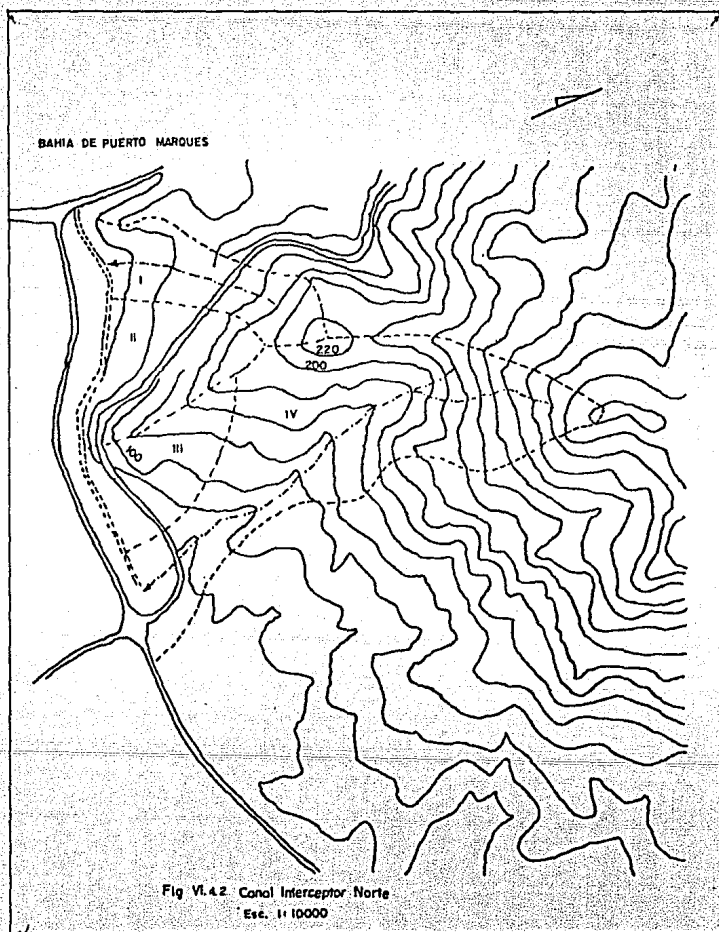 BAHIA DE PUERTO MARQUES
I
II
220
200
IV
III
100
Fig VI.4.2 Canal Interceptor Norte
Esc. 1:10000